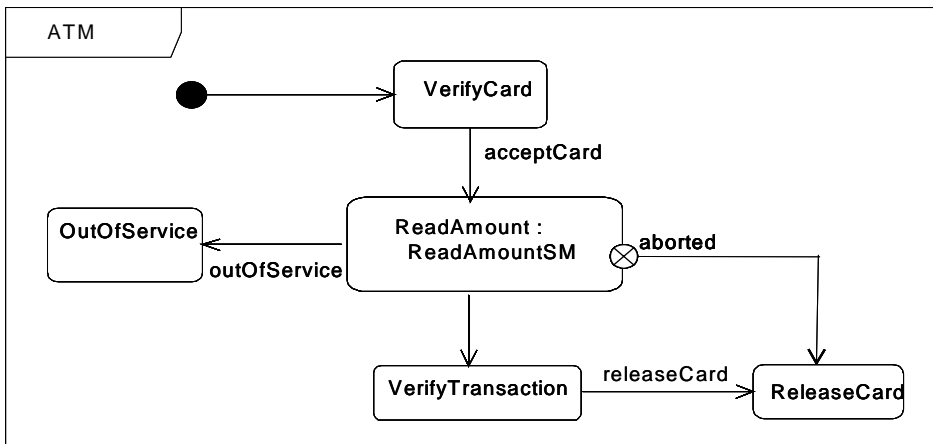 ATM
VerifyCard
acceptCard
ReadAmount :
ReadAmountSM
aborted
OutOfService
outOfService
releaseCard
VerifyTransaction
ReleaseCard